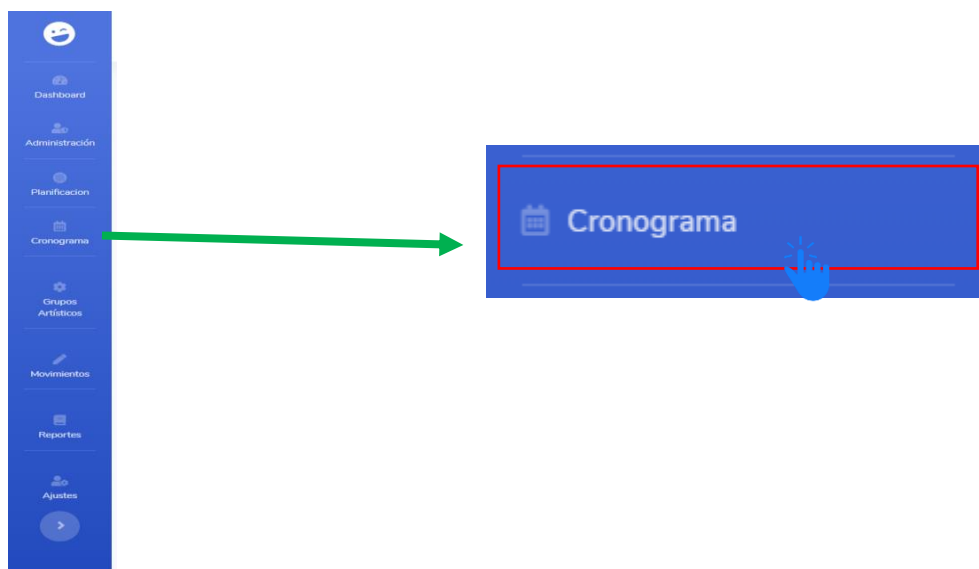 Dashboard
Administración
Planificacion
Cronograma
Grupos
Artísticos
Movimientos
Reportes
Ajustes
Cronograma